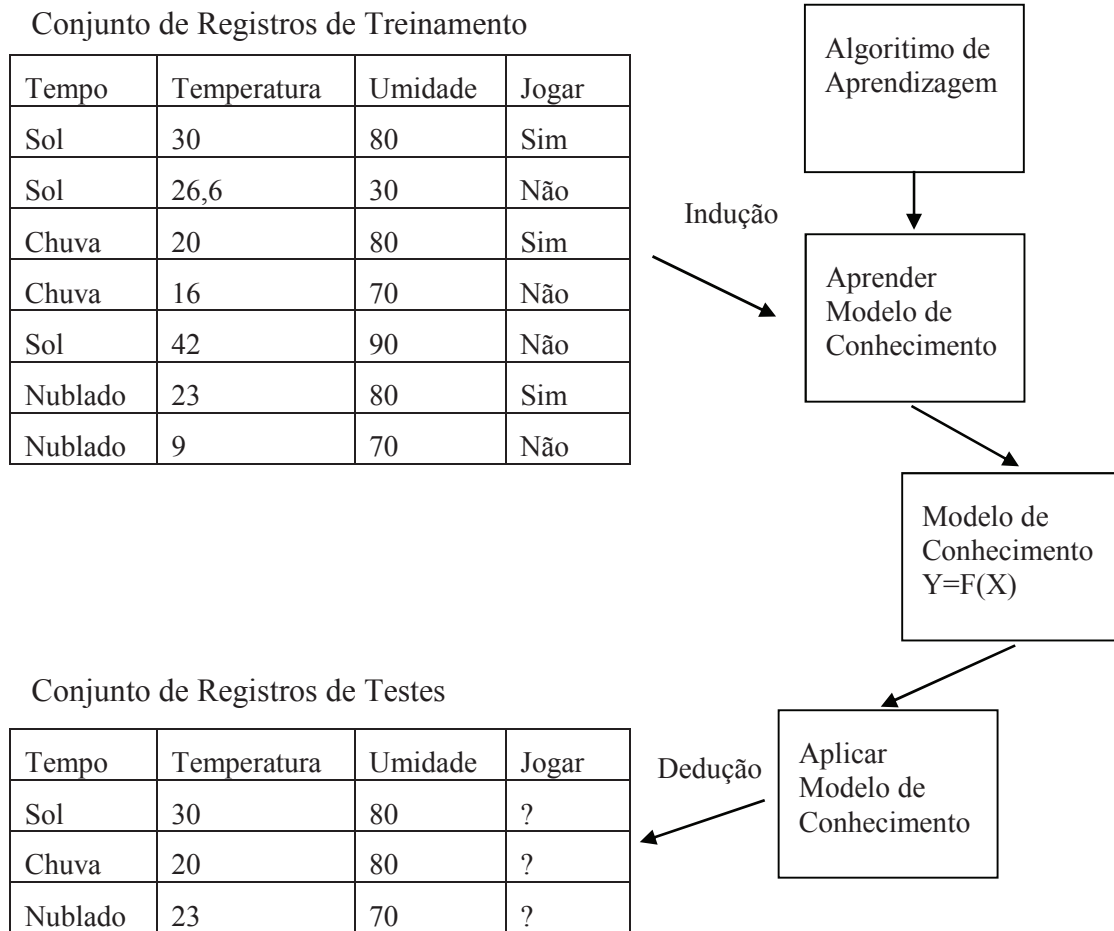 Conjunto de Registros de Treinamento
Tempo Temperatura Umidade Jogar
Sol 30 80 Sim
Sol 26,6 30 Não
Chuva 20 80 Sim
Chuva 16 70 Não
Sol 42 90 Não
Nublado 23 80 Sim
Nublado 9 70 Não
Algoritimo de
Aprendizagem
Indução
Aprender
Modelo de
Conhecimento
Modelo de
Conhecimento
Y=F(X)
Aplicar
Modelo de
Conhecimento
Dedução
Conjunto de Registros de Testes
Tempo Temperatura Umidade Jogar
Sol 30 80 ?
Chuva 20 80 ?
Nublado 23 70 ?